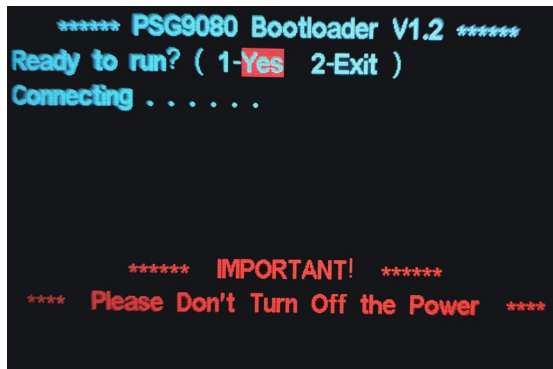 ****** PSG9080 Bootloader V1.2 ******
Ready to run? ( 1-Yes 2-Exit )
Connecting . . . . . .
****** IMPORTANT! ******
**** Please Don't Turn Off the Power ****